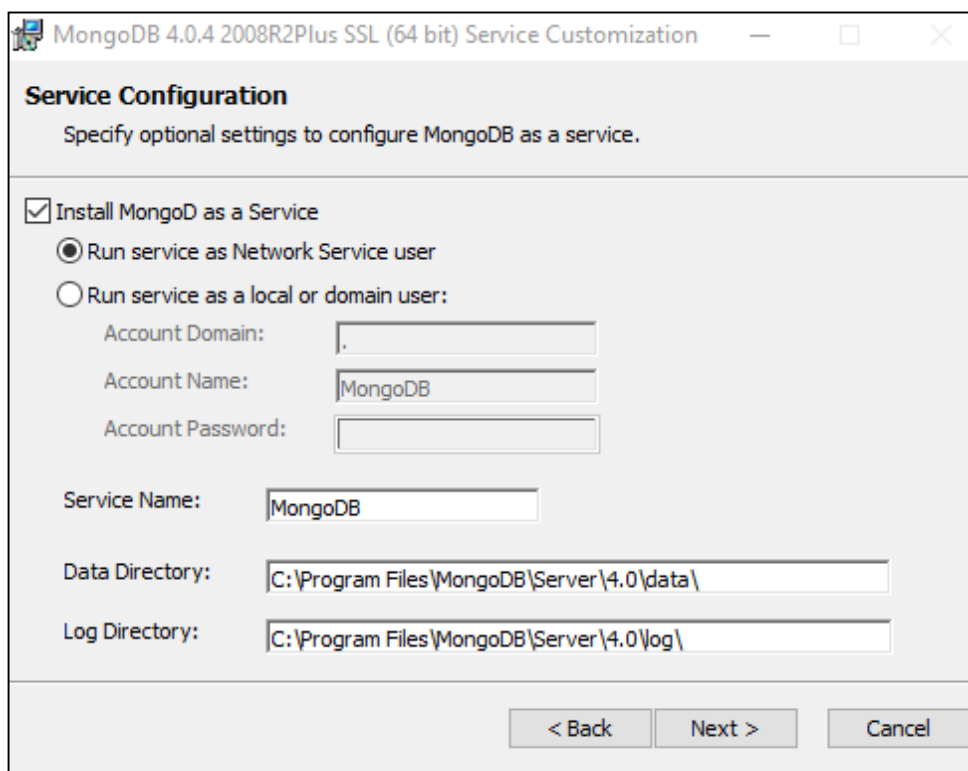 MongoDB 4.0.4 2008R2Plus SSL (64 bit) Service Customization
Service Configuration
Specify optional settings to configure MongoDB as a service.
Install MongoD as a Service
Run service as Network Service user
Run service as a local or domain user:
Account Domain: .
Account Name: MongoDB
Account Password:
Service Name: MongoDB
Data Directory: C:\Program Files\MongoDB\Server\4.0\data\
Log Directory: C:\Program Files\MongoDB\Server\4.0\log\
< Back Next > Cancel